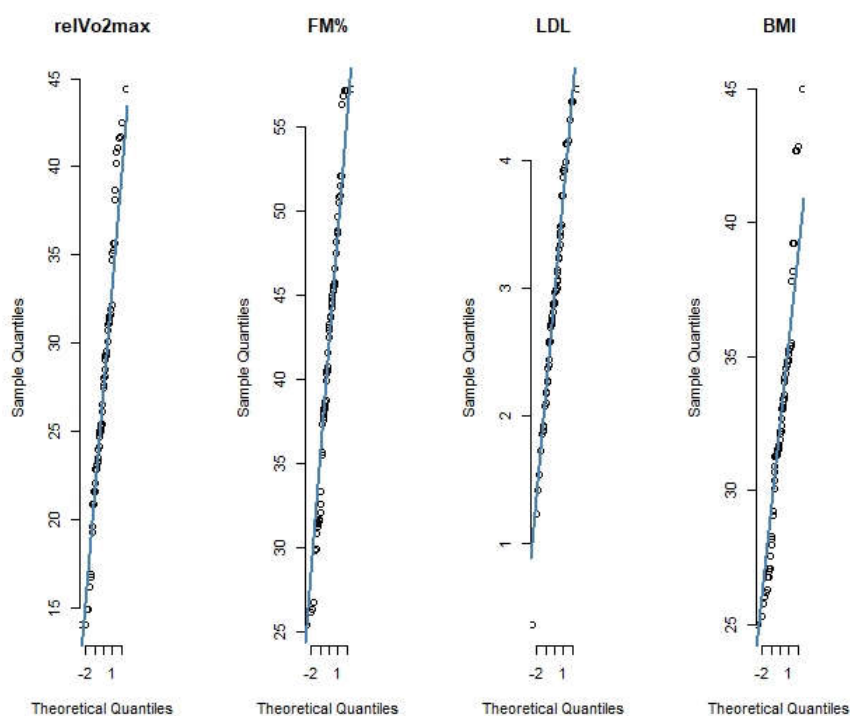 relVo2max
FM%
LDL
BMI
Sample Quantiles
45
40
35
30
25
20
15
-2 1
Theoretical Quantiles
Sample Quantiles
55
50
45
40
35
30
25
-2 1
Theoretical Quantiles
Sample Quantiles
4
3
2
1
-2 1
Theoretical Quantiles
Sample Quantiles
45
40
35
30
25
-2 1
Theoretical Quantiles